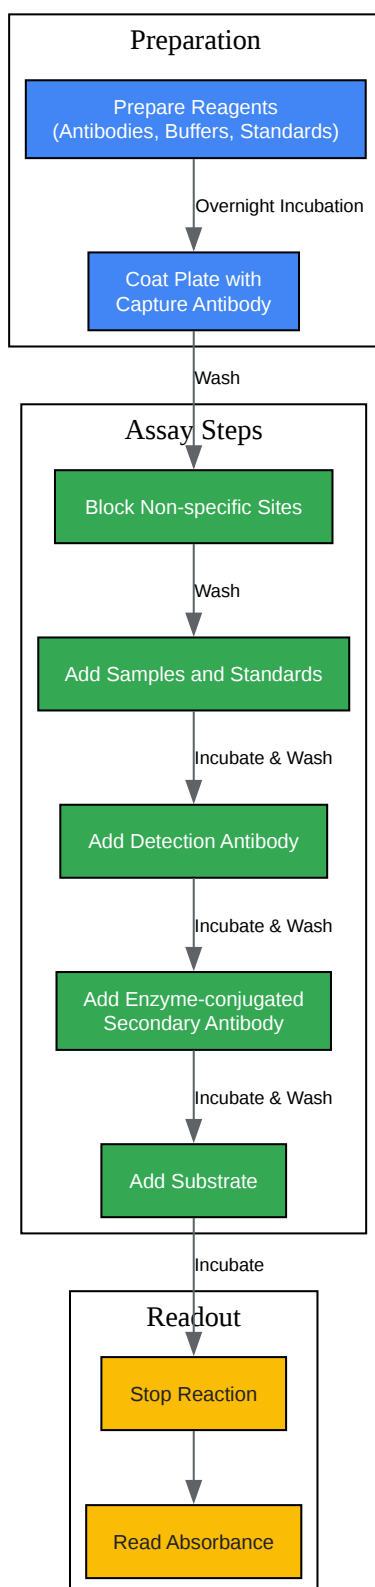 Preparation
Prepare Reagents
(Antibodies, Buffers, Standards)
Overnight Incubation
Coat Plate with
Capture Antibody
Wash
Assay Steps
Block Non-specific Sites
Wash
Add Samples and Standards
Incubate & Wash
Add Detection Antibody
Incubate & Wash
Add Enzyme-conjugated
Secondary Antibody
Incubate & Wash
Add Substrate
Incubate
Readout
Stop Reaction
Read Absorbance